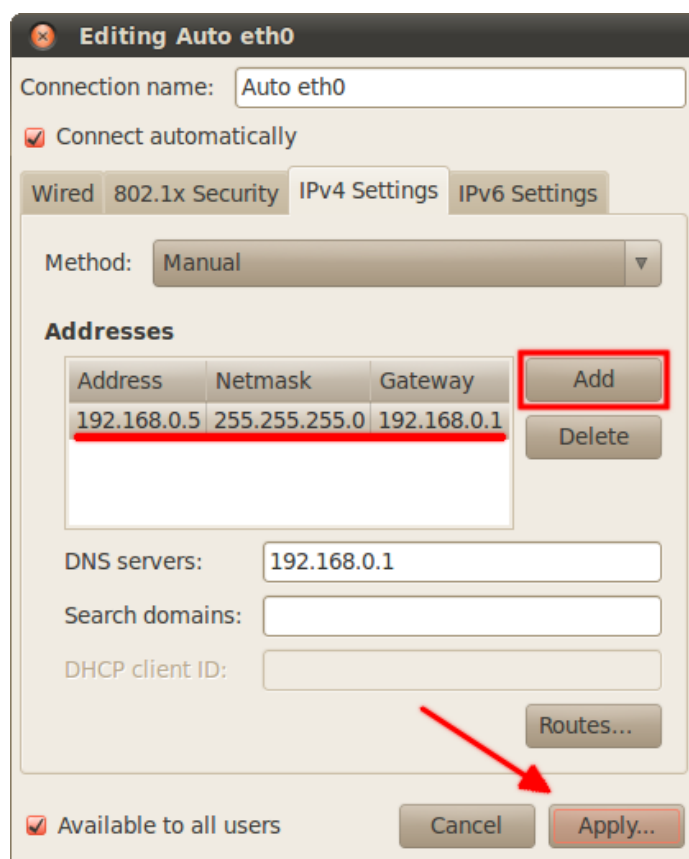 Editing Auto eth0
Connection name: Auto eth0
Connect automatically
Wired 802.1x Security IPv4 Settings IPv6 Settings
Method: Manual
Addresses
Address Netmask Gateway Add
192.168.0.5 255.255.255.0 192.168.0.1
Delete
DNS servers: 192.168.0.1
Search domains:
DHCP client ID:
Routes...
Available to all users Cancel Apply...